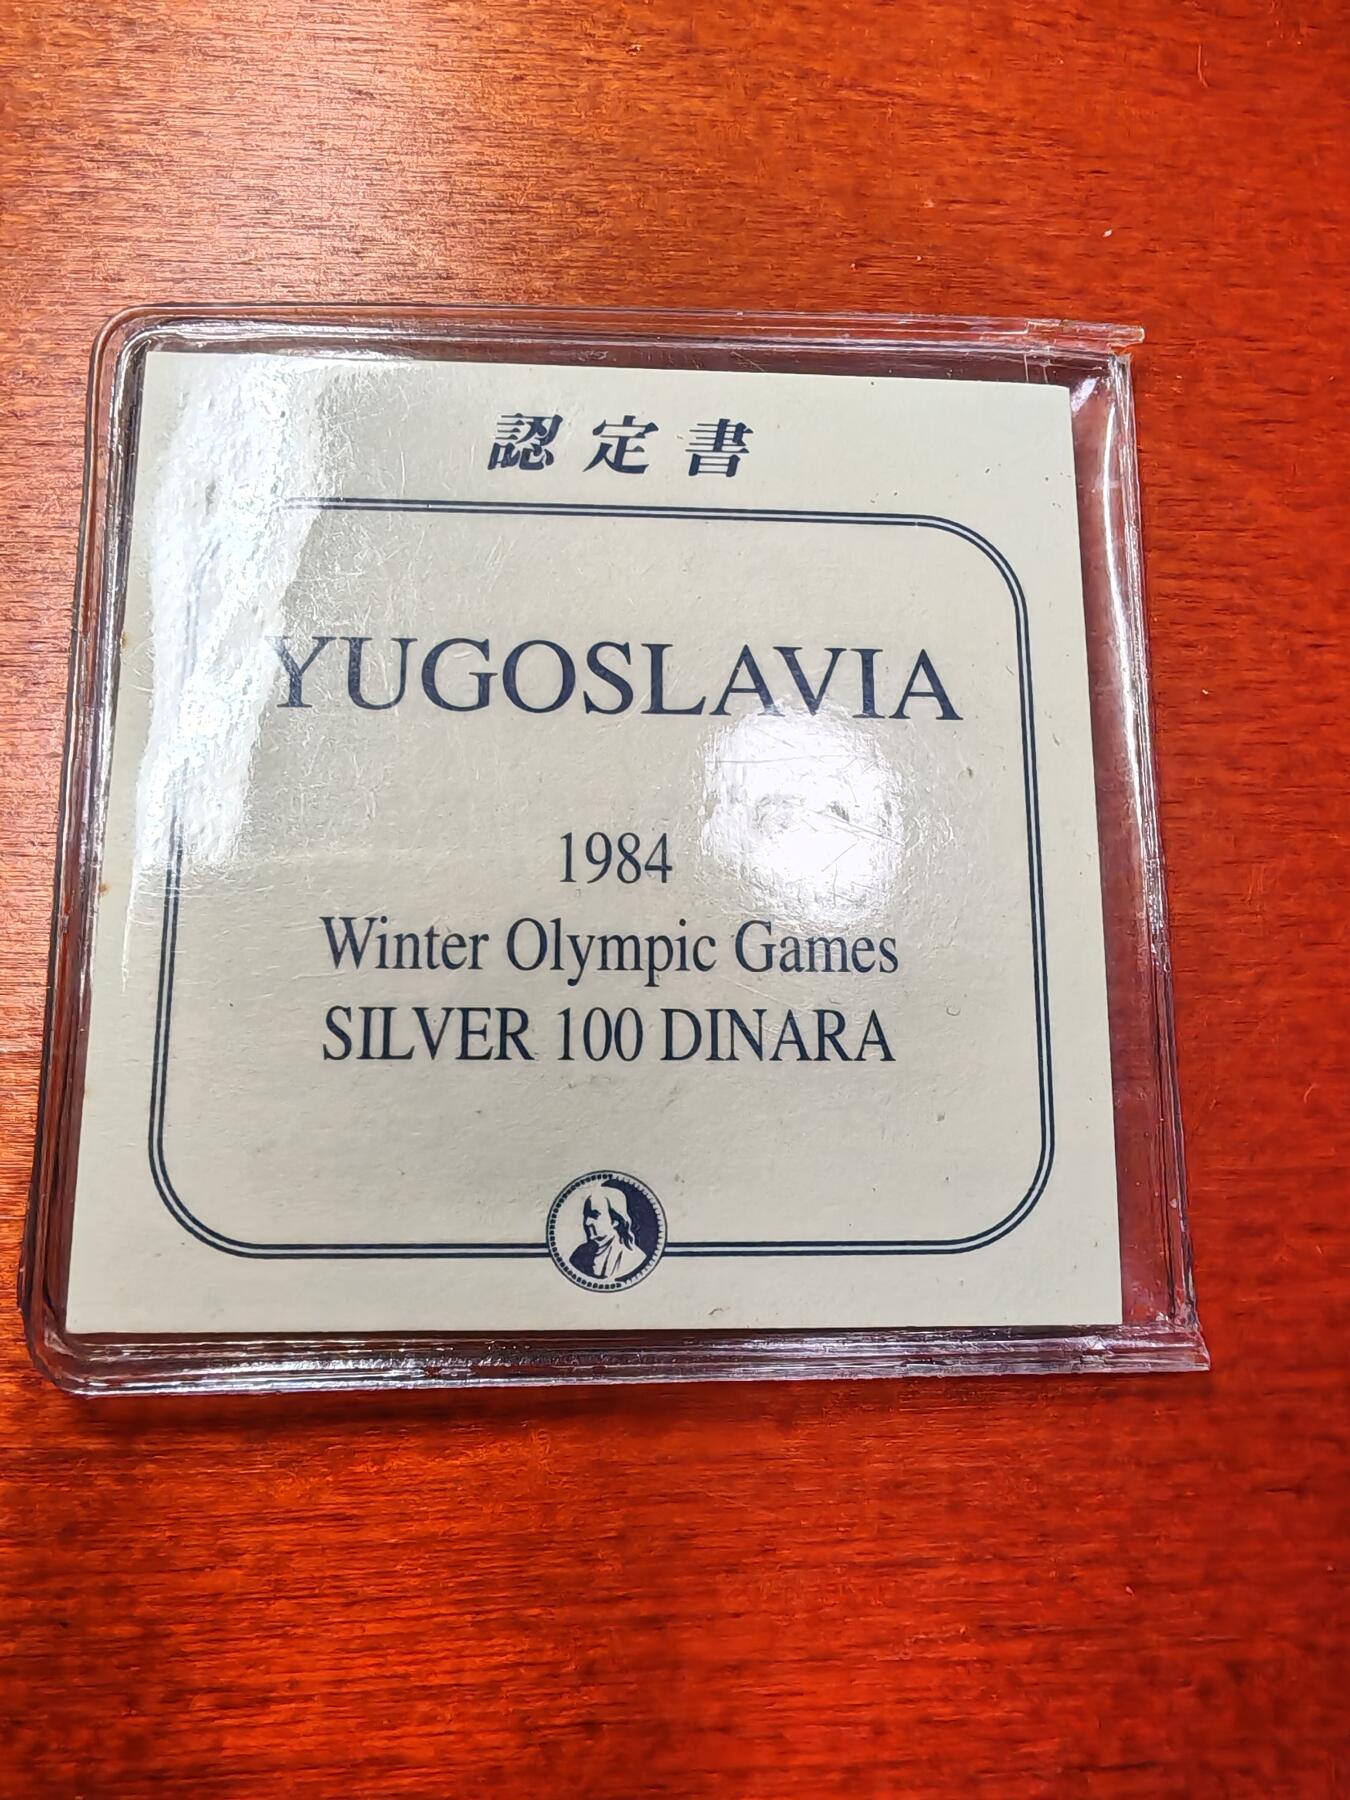 認定書
YUGOSLAVIA
1984
Winter Olympic Games
SILVER 100 DINARA